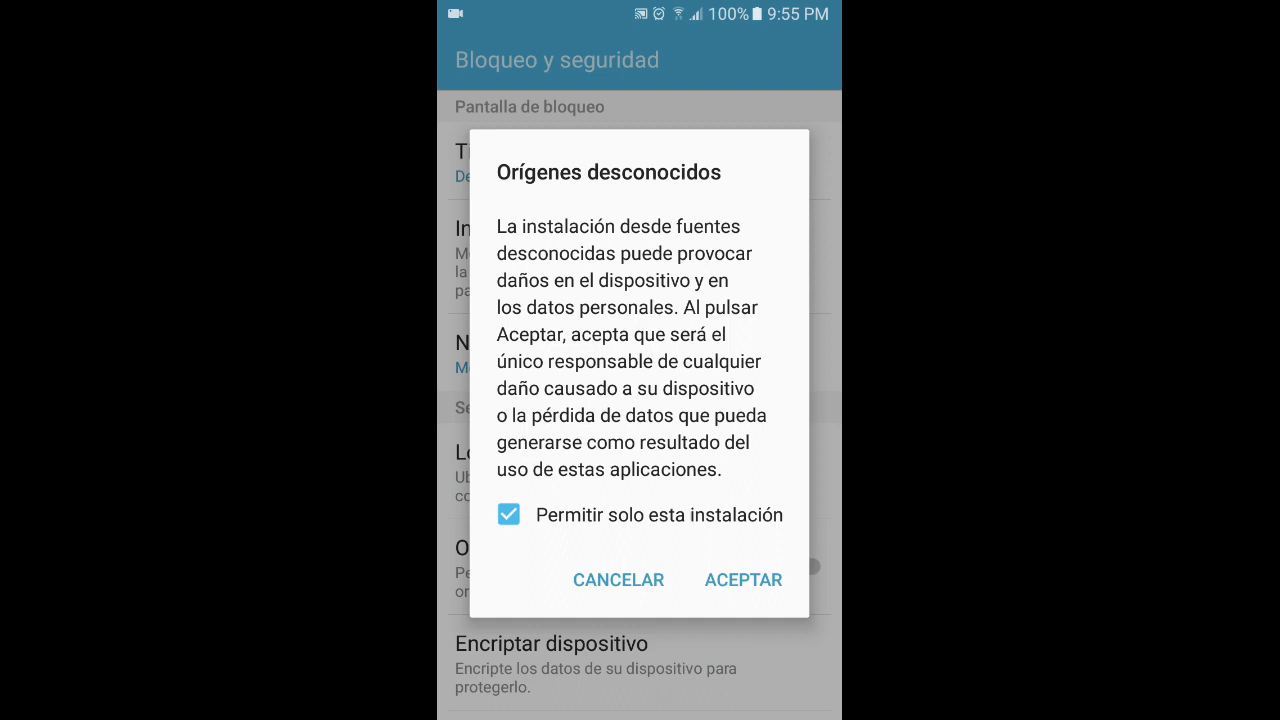 100% 9:55 PM
Bloqueo y seguridad
Pantalla de bloqueo
Orígenes desconocidos
La instalación desde fuentes
desconocidas puede provocar
daños en el dispositivo y en
los datos personales. Al pulsar
Aceptar, acepta que será el
único responsable de cualquier
daño causado a su dispositivo
o la pérdida de datos que pueda
generarse como resultado del
uso de estas aplicaciones.
Permitir solo esta instalación
CANCELAR ACEPTAR
Encriptar dispositivo
Encripte los datos de su dispositivo para
protegerlo.